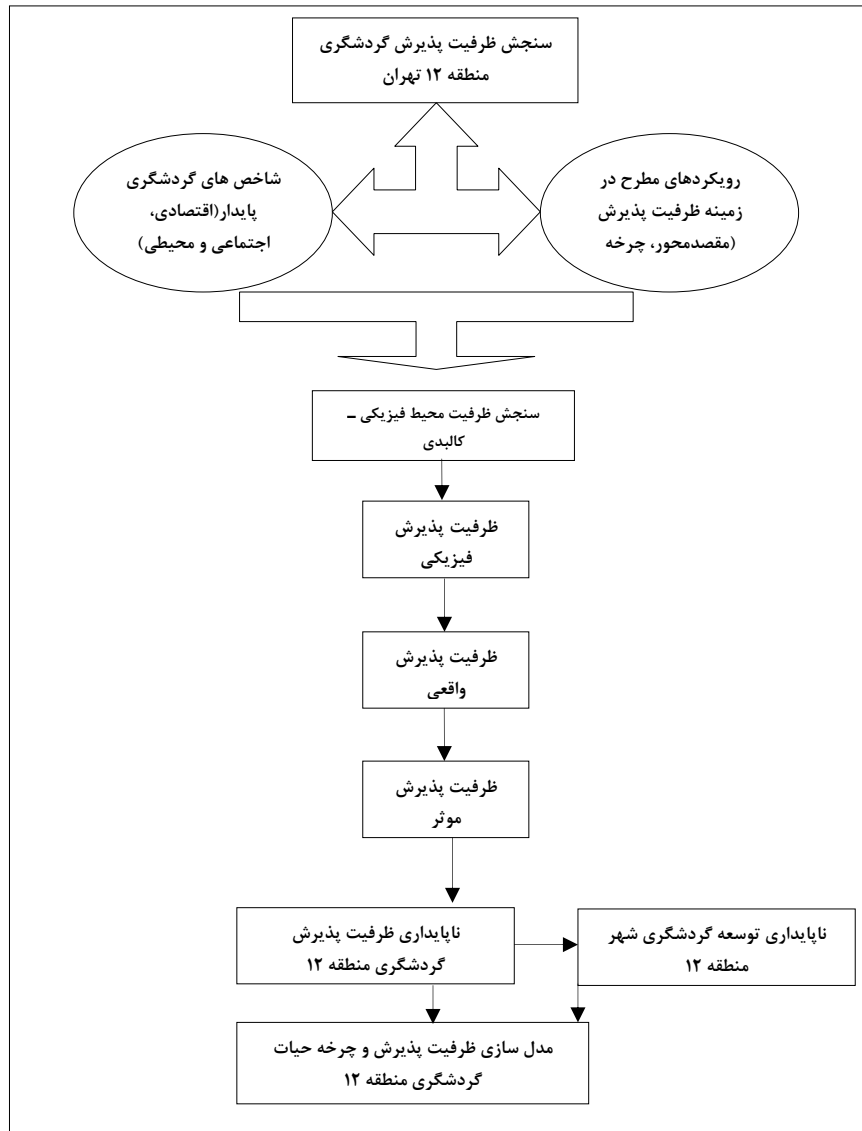 سنجش ظرفیت پذیرش گردشگری
منطقه ۱۲ تهران
رویکردهای مطرح در
زمینه ظرفیت پذیرش
(مقصدمحور، چرخه
شاخص های گردشگری
پایدار(اقتصادی،
اجتماعی و محیطی)
سنجش ظرفیت محیط فیزیکی –
کالبدی
ظرفیت پذیرش
فیزیکی
ظرفیت پذیرش
واقعی
ظرفیت پذیرش
موثر
ناپایداری ظرفیت پذیرش
گردشگری منطقه ۱۲
ناپایداری توسعه گردشگری شهر
منطقه ۱۲
مدل سازی ظرفیت پذیرش و چرخه حیات
گردشگری منطقه ۱۲